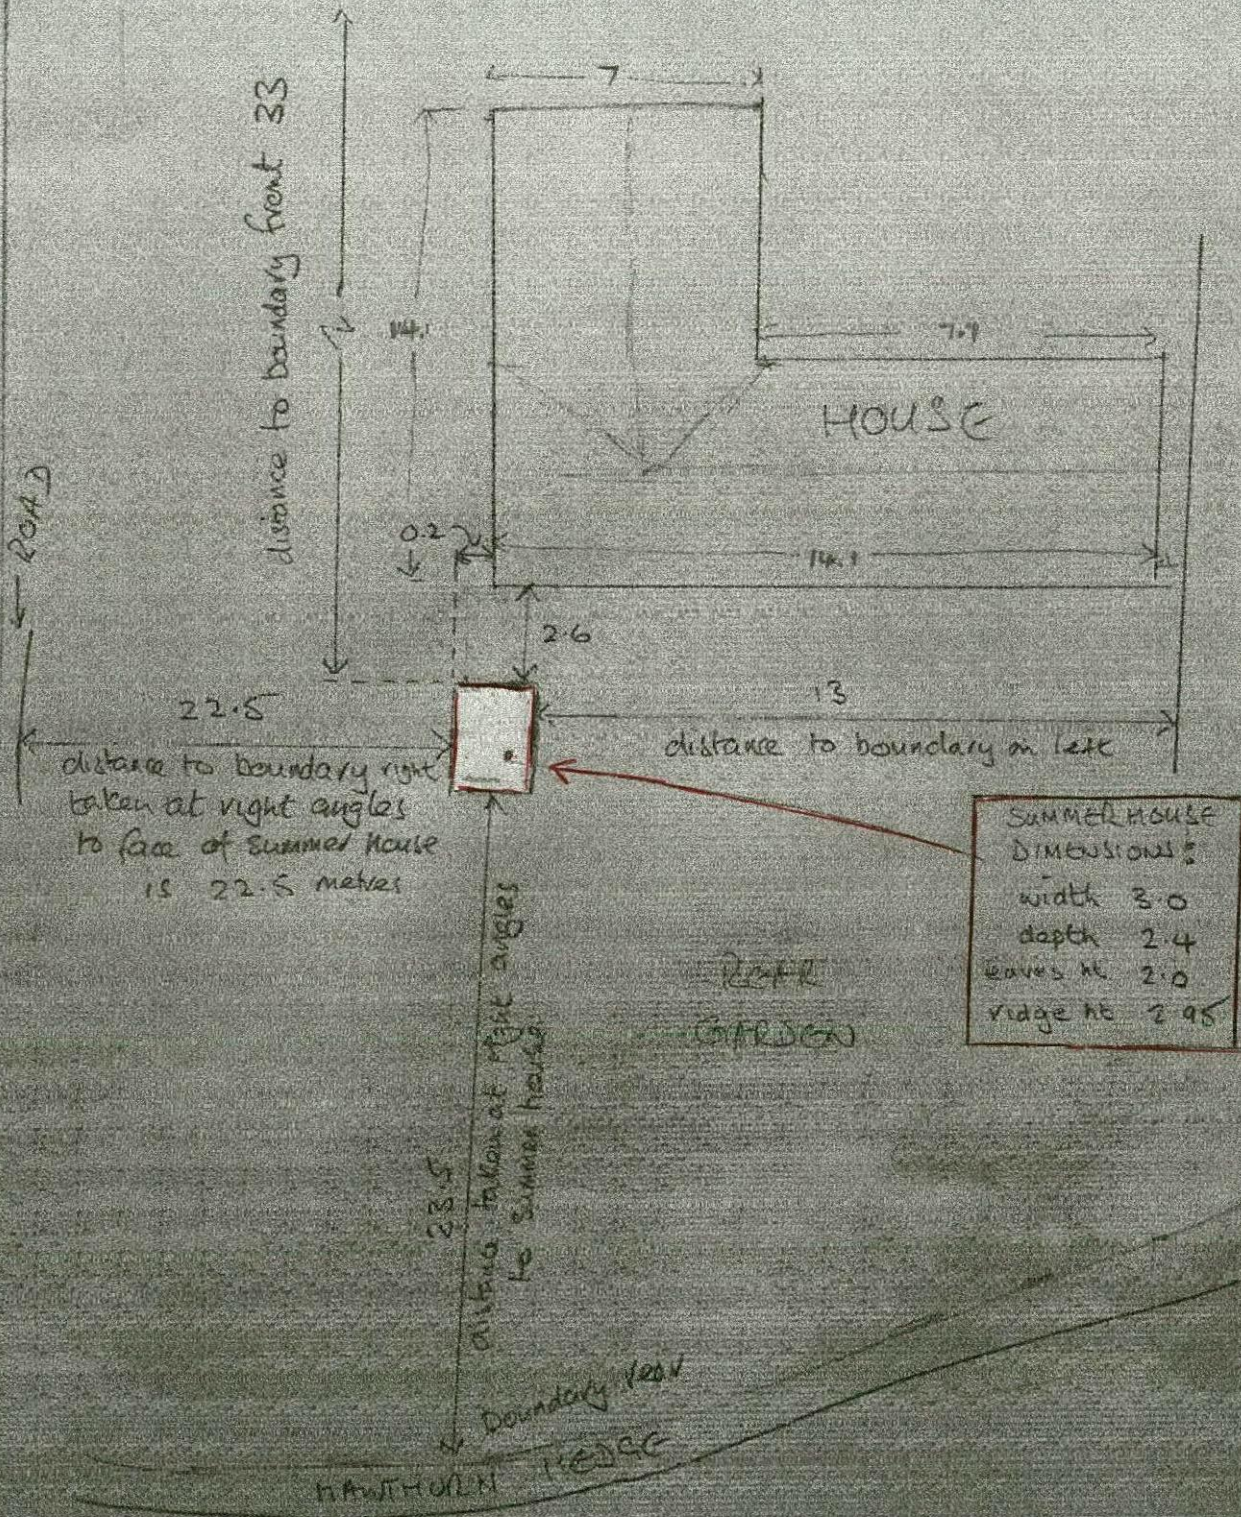 7
distance to boundary front 33
14.1
7.9
HOUSE
ROAD
0.2
14.1
2.6
22.5
distance to boundary right
taken at right angles
to face of summer house
is 22.5 metres
13
distance to boundary on left
SUMMERHOUSE
DIMENSIONS:
width 3.0
depth 2.4
eaves ht 2.0
ridge ht 2.95
REAR
GARDEN
23.5
distance taken at right angles
to summer house
boundary rear
HAWTHORN HEDGE